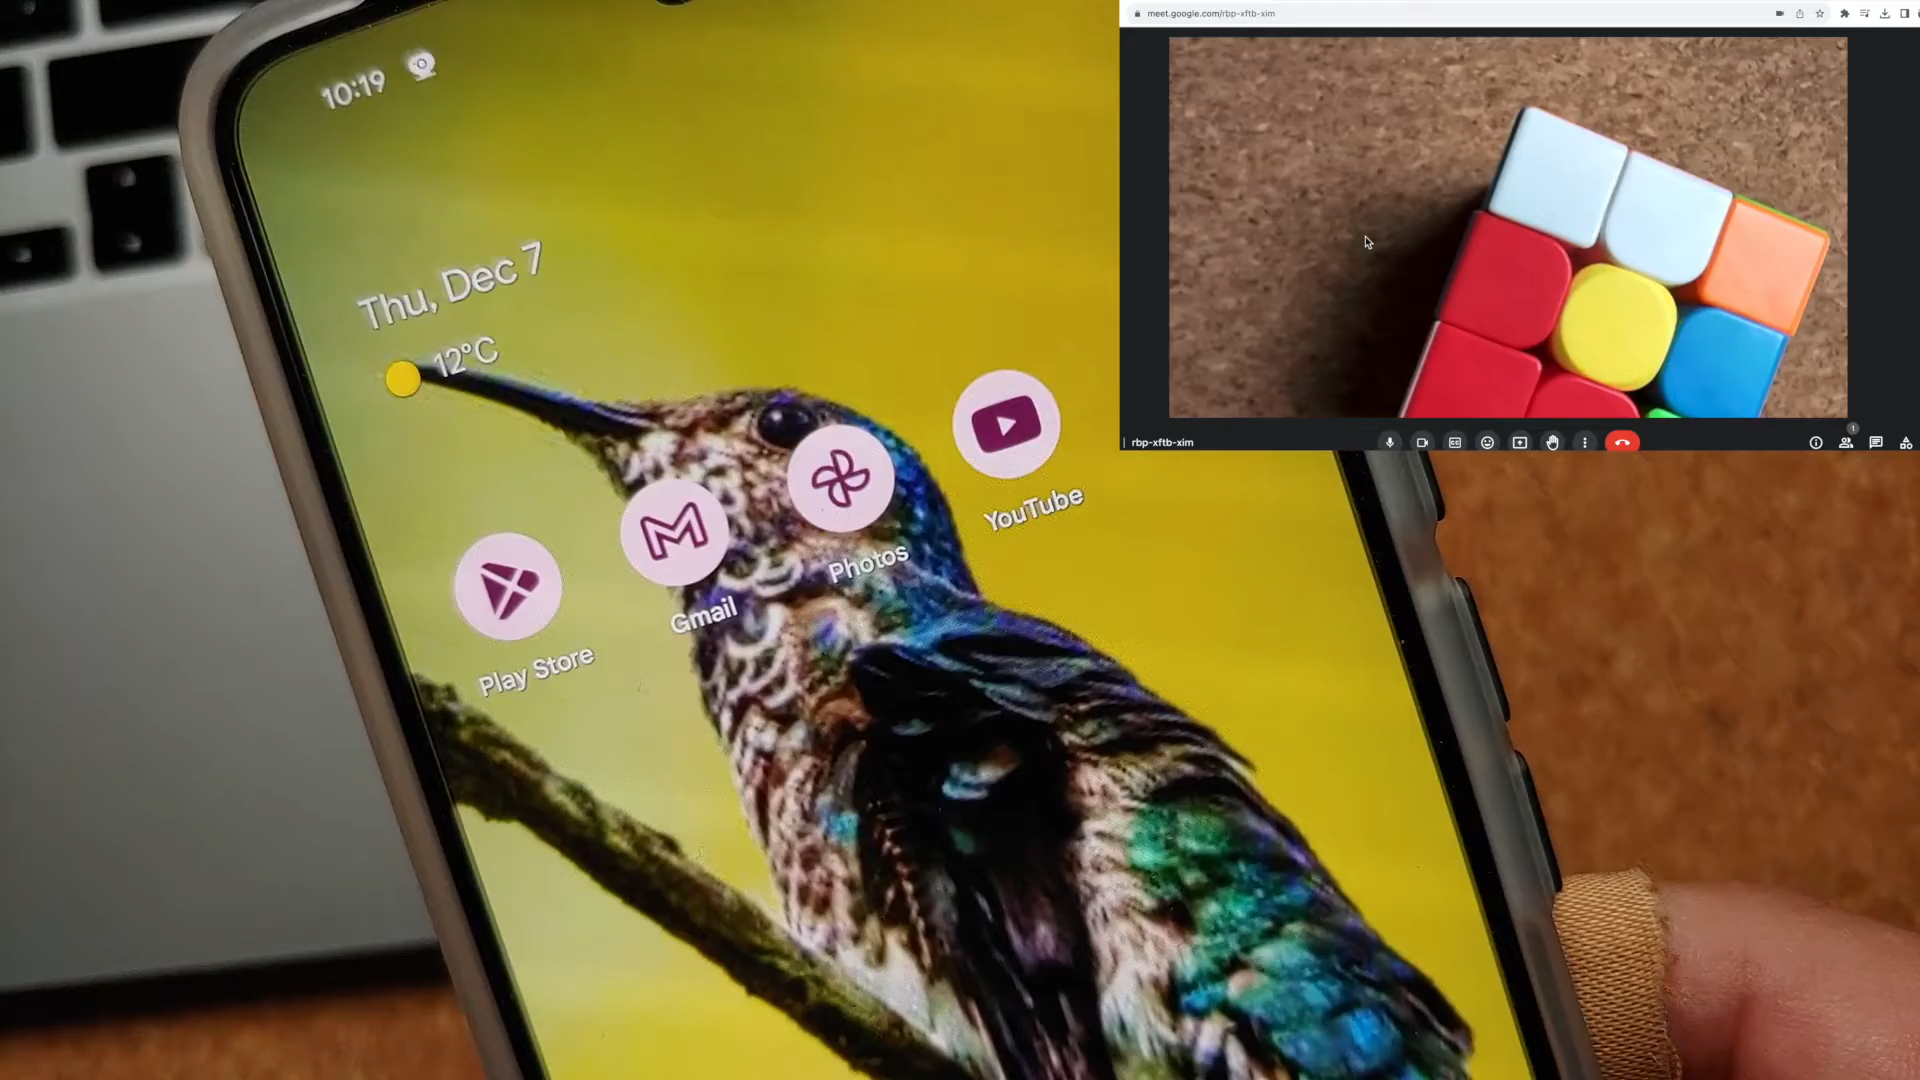 10:19
Thu, Dec 7
12°C
Play Store
Gmail
Photos
YouTube
meet.google.com/rbp-xftb-xim
rbp-xftb-xim
1